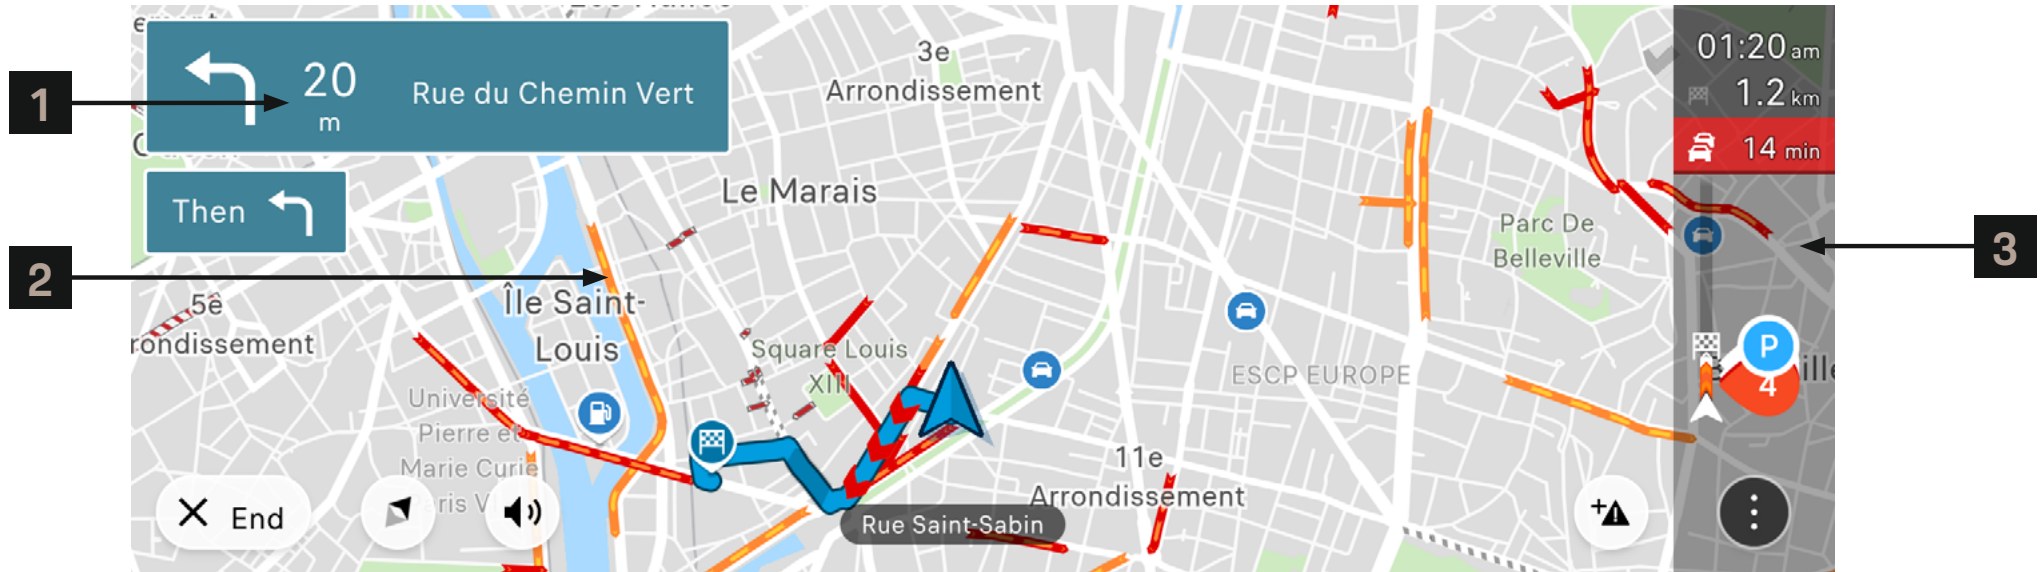 1
20
m
Rue du Chemin Vert
Then
2
3e
Arrondissement
Le Marais
Île Saint-
Louis
5e
rondissement
Square Louis
XIII
Université
Pierre et
Marie Curie
aris V
ESCP EUROPE
11e
Arrondissement
Parc De
Belleville
Rue Saint-Sabin
End
01:20 am
1.2 km
14 min
3
P
4
B
ille